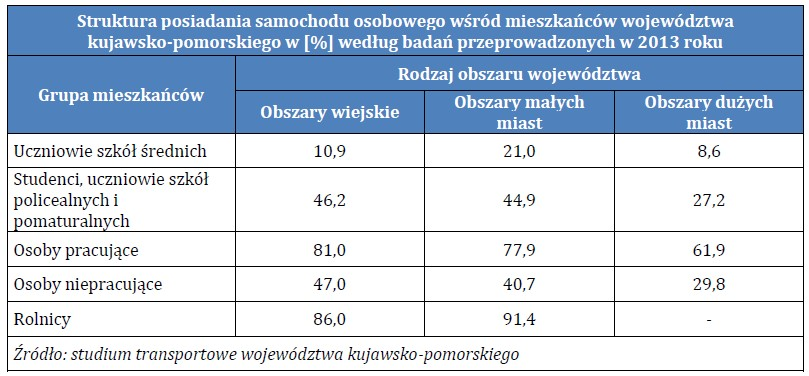 Struktura posiadania samochodu osobowego wśród mieszkańców województwa
kujawsko-pomorskiego w [%] według badań przeprowadzonych w 2013 roku
Grupa mieszkańców
Rodzaj obszaru województwa
Obszary wiejskie
Obszary małych
miast
Obszary dużych
miast
Uczniowie szkół średnich 10,9 21,0 8,6
Studenci, uczniowie szkół
policealnych i
pomaturalnych
46,2 44,9 27,2
Osoby pracujące 81,0 77,9 61,9
Osoby niepracujące 47,0 40,7 29,8
Rolnicy 86,0 91,4 -
Źródło: studium transportowe województwa kujawsko-pomorskiego